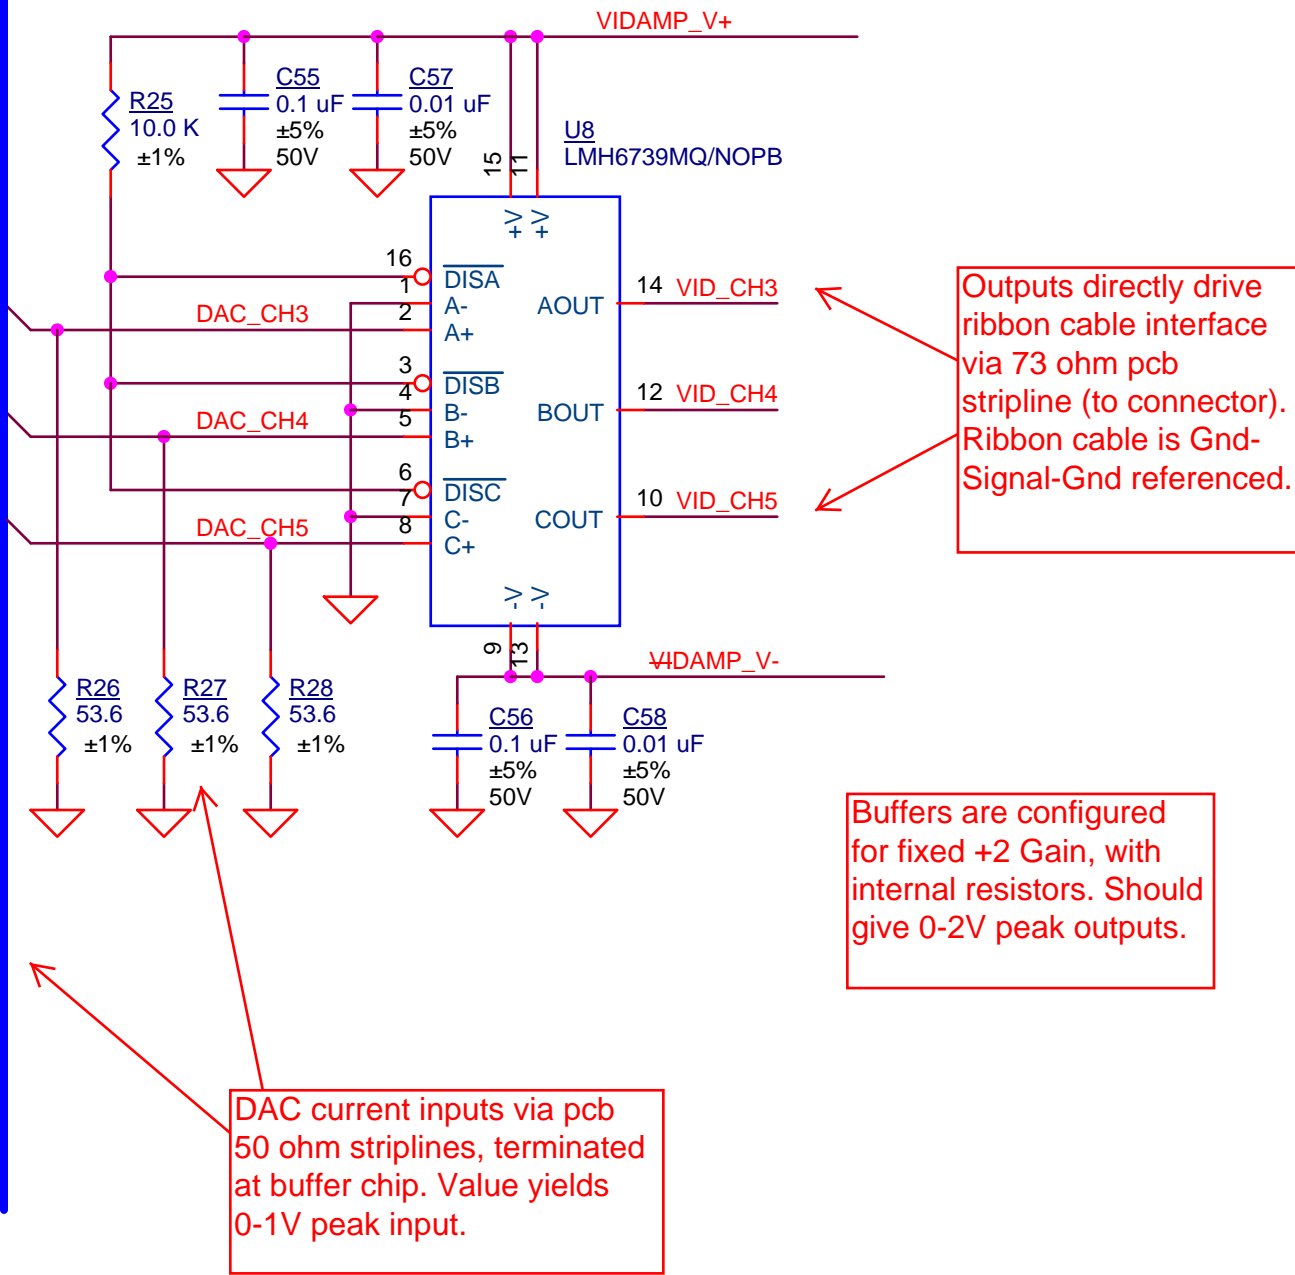 VIDAMP_V+
R25
10.0 K
±1%
C55
0.1 uF
±5%
50V
C57
0.01 uF
±5%
50V
U8
LMH6739MQ/NOPB
15
11
V+
V+
16
DISA
1
A-
2
A+
DAC_CH3
3
DISB
4
B-
5
B+
DAC_CH4
6
DISC
7
C-
8
C+
DAC_CH5
AOUT
14
VID_CH3
BOUT
12
VID_CH4
COUT
10
VID_CH5
V-
V-
9
13
VIDAMP_V-
Outputs directly drive
ribbon cable interface
via 73 ohm pcb
stripline (to connector).
Ribbon cable is Gnd-
Signal-Gnd referenced.
R26
53.6
±1%
R27
53.6
±1%
R28
53.6
±1%
C56
0.1 uF
±5%
50V
C58
0.01 uF
±5%
50V
Buffers are configured
for fixed +2 Gain, with
internal resistors. Should
give 0-2V peak outputs.
DAC current inputs via pcb
50 ohm striplines, terminated
at buffer chip. Value yields
0-1V peak input.